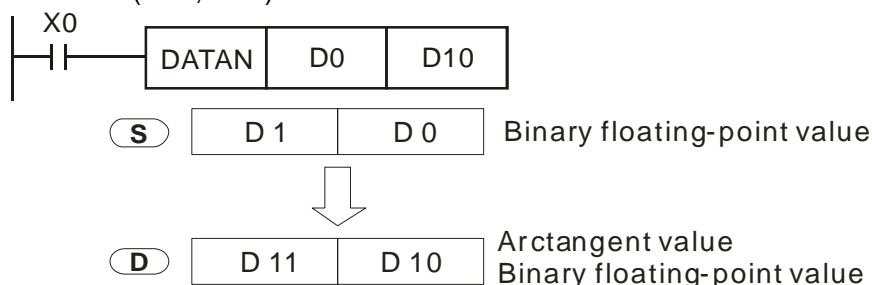 X0
DATAN D0 D10
S D 1 D 0 Binary floating-point value
D D 11 D 10 Arctangent value
Binary floating-point value